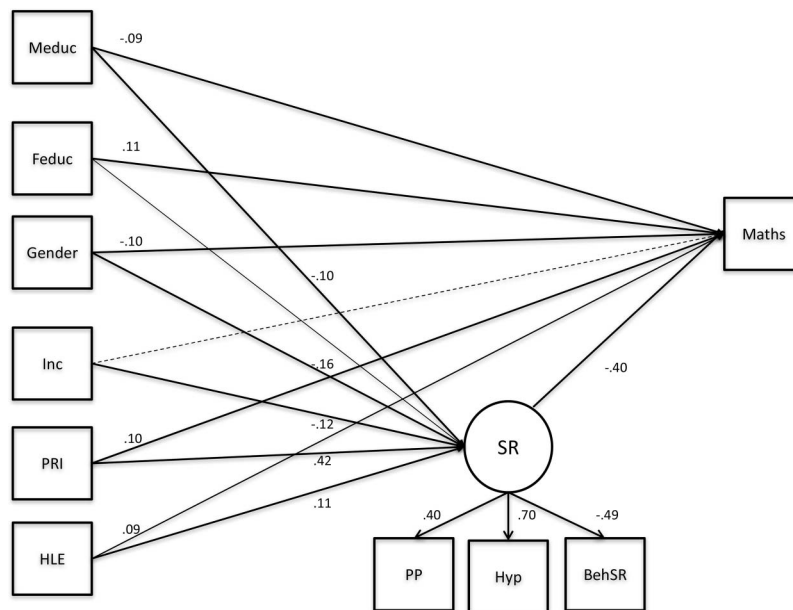 Meduc
-.09
Feduc
.11
Gender
-.10
Maths
-.10
Inc
-.16
-.40
-.12
PRI
.10
.42
SR
HLE
.09
.11
.40
.70
-.49
PP
Hyp
BehSR